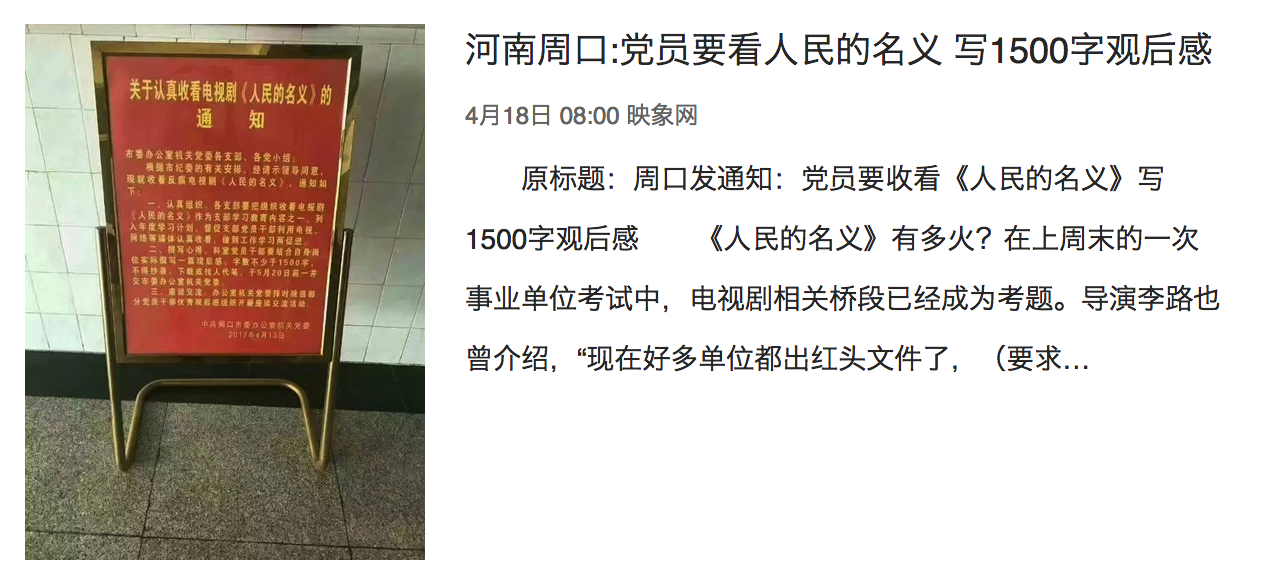 关于认真收看电视剧《人民的名义》的
通 知
市委办公室机关党委各支部、各党小组：
根据市纪委的有关安排，经请示领导同意，
现就收看反腐电视剧《人民的名义》，通知如
下：
一、认真组织。各支部要把组织收看电视剧
《人民的名义》作为支部学习教育内容之一，列
入年度学习计划，督促支部党员干部利用电视、
网络等媒体认真收看，做到工作学习两促进。
二、撰写心得。科室党员干部要结合自身岗
位实际撰写一篇观后感，字数不少于1500字，
不得抄袭、下载或找人代笔，于5月20日前一并
交市委办公室机关党委。
三、座谈交流。办公室机关党委择时挑选部
分党员干部优秀观后感组织开展座谈交流活动。
中共周口市委办公室机关党委
2017年4月13日
河南周口:党员要看人民的名义 写1500字观后感
4月18日 08:00 映象网
原标题：周口发通知：党员要收看《人民的名义》写
1500字观后感 《人民的名义》有多火？在上周末的一次
事业单位考试中，电视剧相关桥段已经成为考题。导演李路也
曾介绍，“现在好多单位都出红头文件了，（要求...